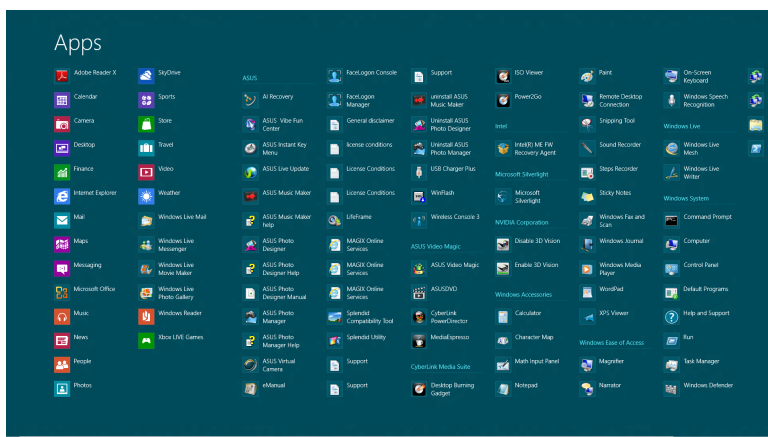 Apps
Adobe Reader X
Calendar
Camera
Desktop
Finance
Internet Explorer
Mail
Maps
Messaging
Microsoft Office
Music
News
People
Photos
SkyDrive
Sports
Store
Travel
Video
Weather
Windows Live Mail
Windows Live
Messenger
Windows Live
Movie Maker
Windows Live
Photo Gallery
Windows Reader
Xbox LIVE Games
ASUS
AI Recovery
ASUS Vibe Fun
Center
ASUS Instant Key
Menu
ASUS Live Update
ASUS Music Maker
ASUS Music Maker
help
ASUS Photo
Designer
ASUS Photo
Designer Help
ASUS Photo
Designer Manual
ASUS Photo
Manager
ASUS Photo
Manager Help
ASUS Virtual
Camera
eManual
FaceLogon Console
FaceLogon
Manager
General disclaimer
license conditions
License Conditions
License Conditions
LifeFrame
MAGIX Online
Services
MAGIX Online
Services
MAGIX Online
Services
Splendid
Compatibility Tool
Splendid Utility
Support
Support
Support
uninstall ASUS
Music Maker
Uninstall ASUS
Photo Designer
Uninstall ASUS
Photo Manager
USB Charger Plus
WinFlash
Wireless Console 3
ASUS Video Magic
ASUS Video Magic
ASUSDVD
CyberLink
PowerDirector
MediaEspresso
CyberLink Media Suite
Desktop Burning
Gadget
ISO Viewer
Power2Go
Intel
Intel(R) ME FW
Recovery Agent
Microsoft Silverlight
Microsoft
Silverlight
NVIDIA Corporation
Disable 3D Vision
Enable 3D Vision
Windows Accessories
Calculator
Character Map
Math Input Panel
Notepad
Paint
Remote Desktop
Connection
Snipping Tool
Sound Recorder
Steps Recorder
Sticky Notes
Windows Fax and
Scan
Windows Journal
Windows Media
Player
WordPad
XPS Viewer
Windows Ease of Access
Magnifier
Narrator
On-Screen
Keyboard
Windows Speech
Recognition
Windows Live
Windows Live
Mesh
Windows Live
Writer
Windows System
Command Prompt
Computer
Control Panel
Default Programs
Help and Support
Run
Task Manager
Windows Defender